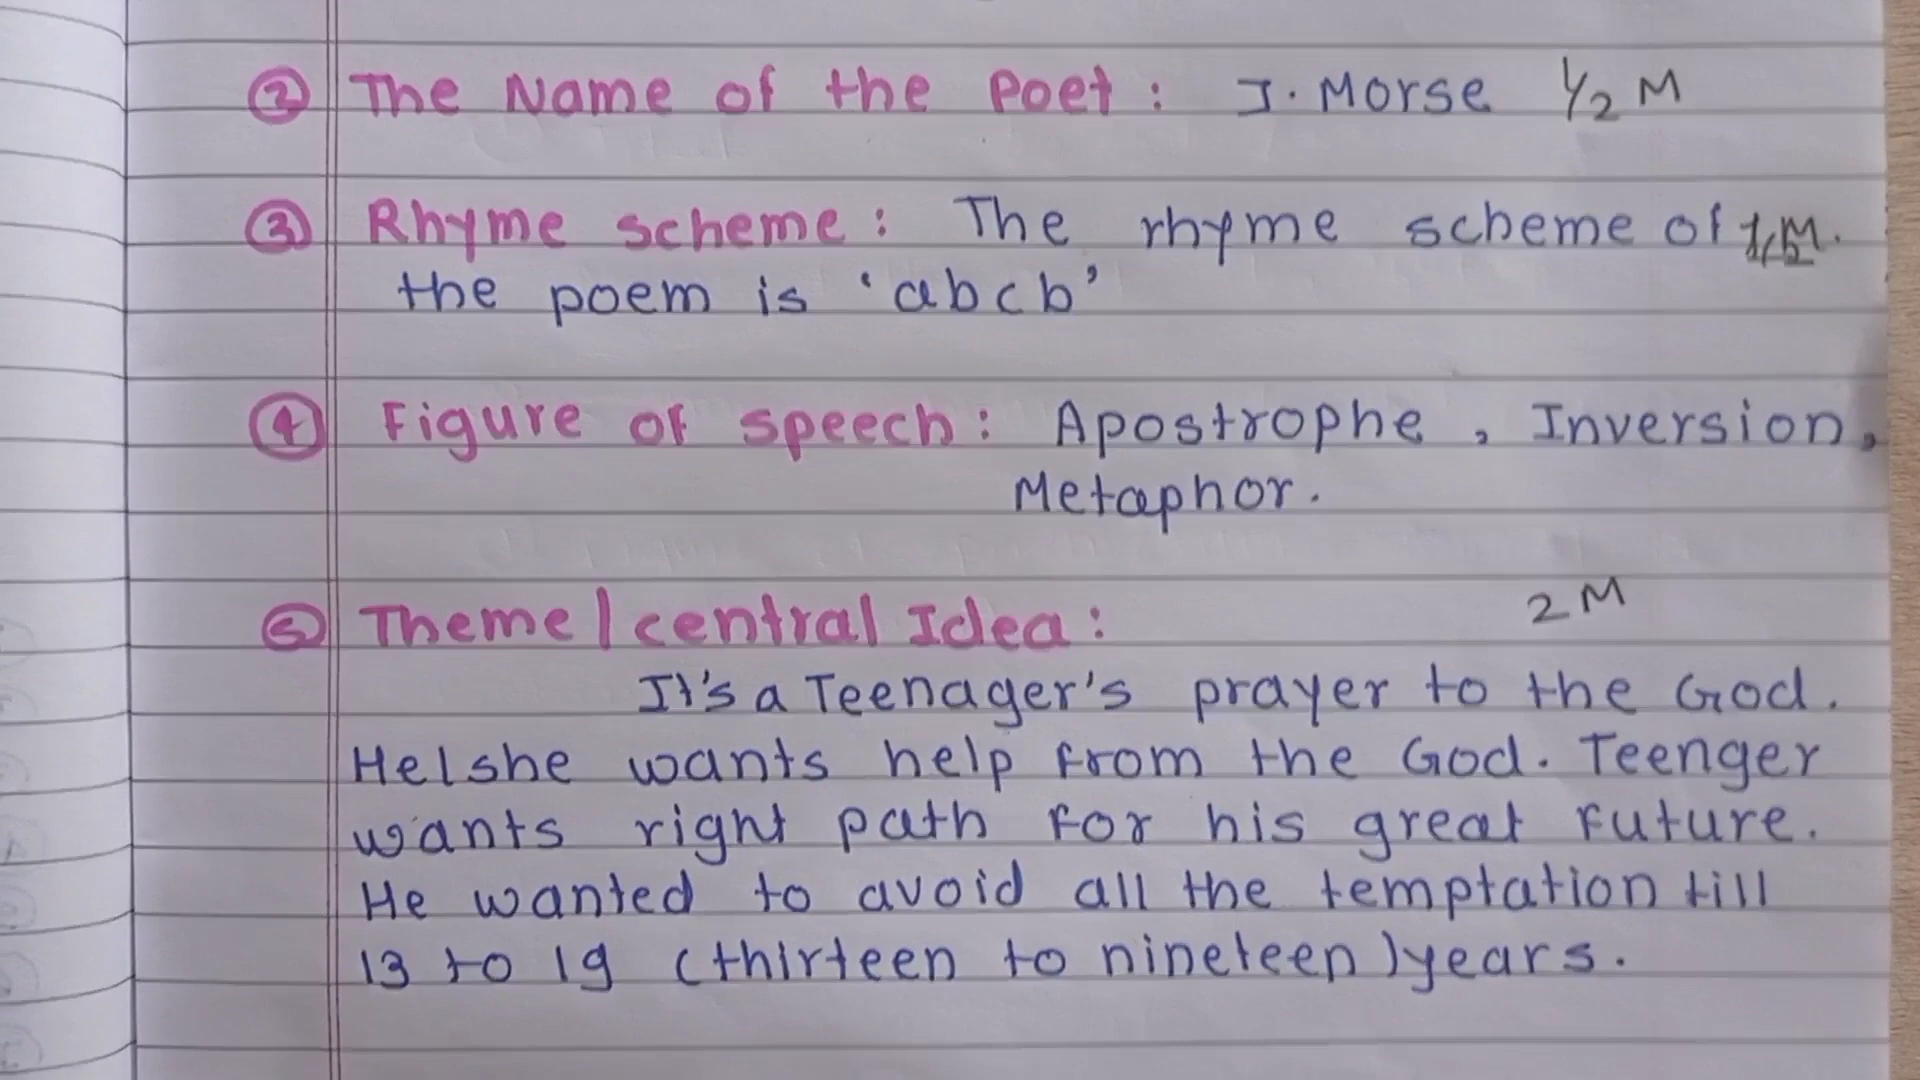 ② The Name of the Poet : J. Morse 1/2 M
③ Rhyme scheme : The rhyme scheme of 1/2 M.
the poem is 'abcb'
④ Figure of speech : Apostrophe , Inversion,
Metaphor.
⑤ Theme / central Idea : 2 M
It's a Teenager's prayer to the God.
He/she wants help from the God. Teenger
wants right path for his great future.
He wanted to avoid all the temptation till
13 to 19 (thirteen to nineteen) years.